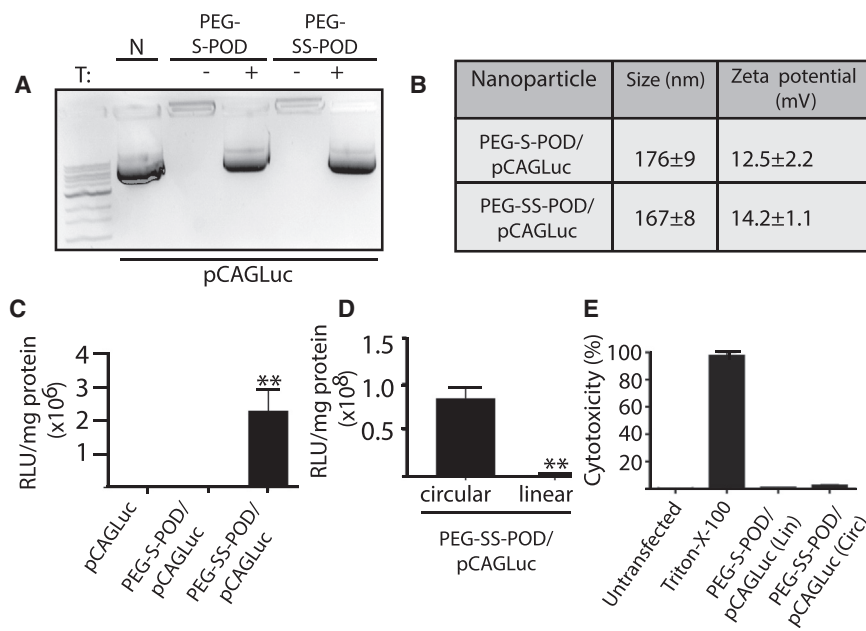 A
T:
N
PEG-
S-POD
PEG-
SS-POD
- + - +
pCAGLuc
B
Nanoparticle Size (nm) Zeta potential
(mV)
PEG-S-POD/
pCAGLuc 176±9 12.5±2.2
PEG-SS-POD/
pCAGLuc 167±8 14.2±1.1
C
RLU/mg protein
(x10⁶)
4
3
2
1
**
pCAGLuc
PEG-S-POD/
pCAGLuc
PEG-SS-POD/
pCAGLuc
D
RLU/mg protein
(x10⁸)
1.5
1.0
0.5
**
circular linear
PEG-SS-POD/
pCAGLuc
E
Cytotoxicity (%)
100
80
60
40
20
Untransfected
Triton-X-100
PEG-S-POD/
pCAGLuc (Lin)
PEG-SS-POD/
pCAGLuc (Circ)